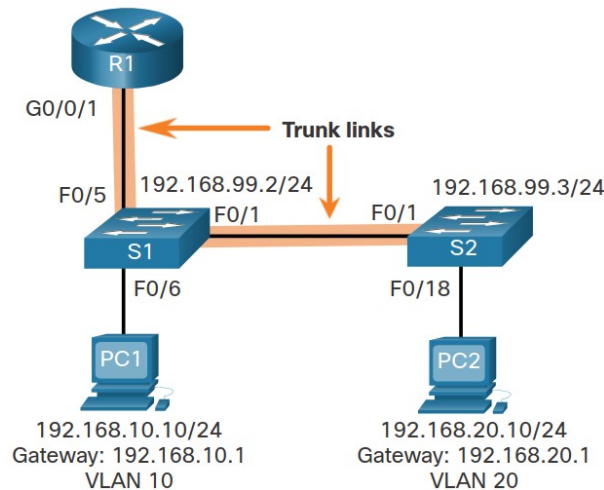 R1
G0/0/1
Trunk links
F0/5
192.168.99.2/24
192.168.99.3/24
F0/1
F0/1
S1
S2
F0/6
F0/18
PC1
PC2
192.168.10.10/24
Gateway: 192.168.10.1
VLAN 10
192.168.20.10/24
Gateway: 192.168.20.1
VLAN 20